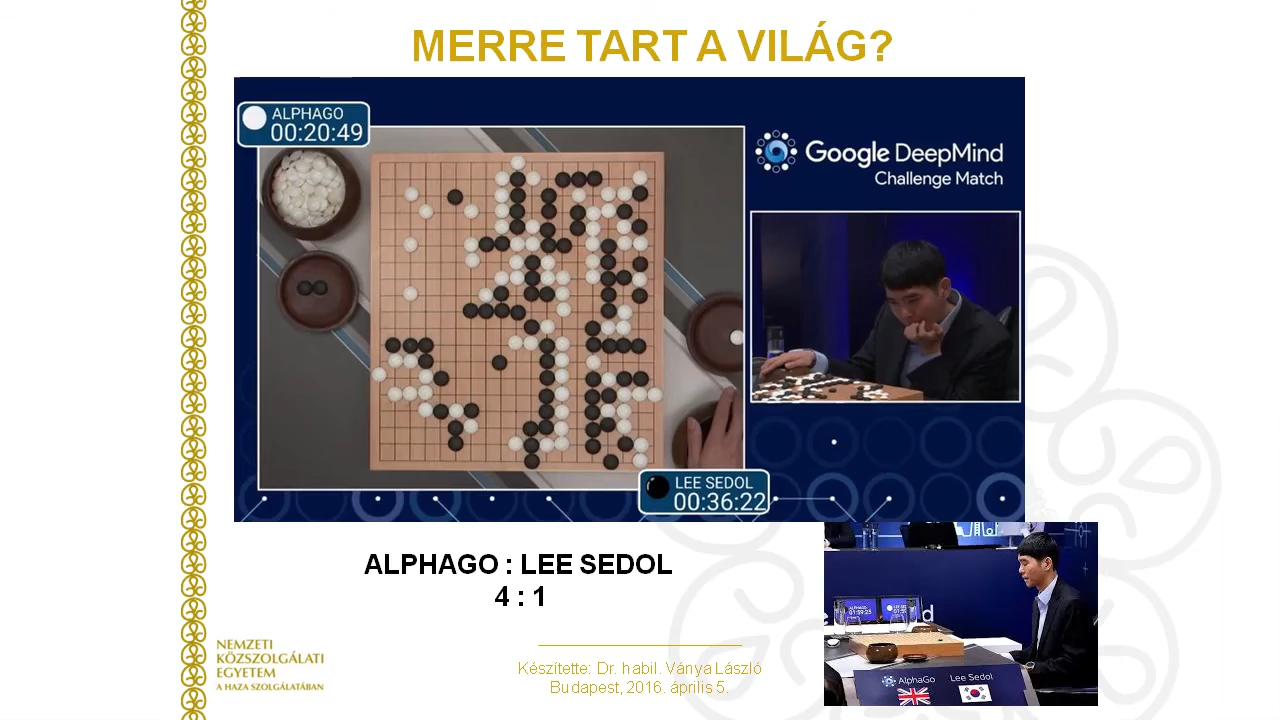 MERRE TART A VILÁG?
ALPHAGO
00:20:49
Google DeepMind
Challenge Match
LEE SEDOL
00:36:22
ALPHAGO : LEE SEDOL
4 : 1
AlphaGo
Lee Sedol
NEMZETI
KÖZSZOLGÁLATI
EGYETEM
A HAZA SZOLGÁLATÁBAN
Készítette: Dr. habil. Ványa László
Budapest, 2016. április 5.